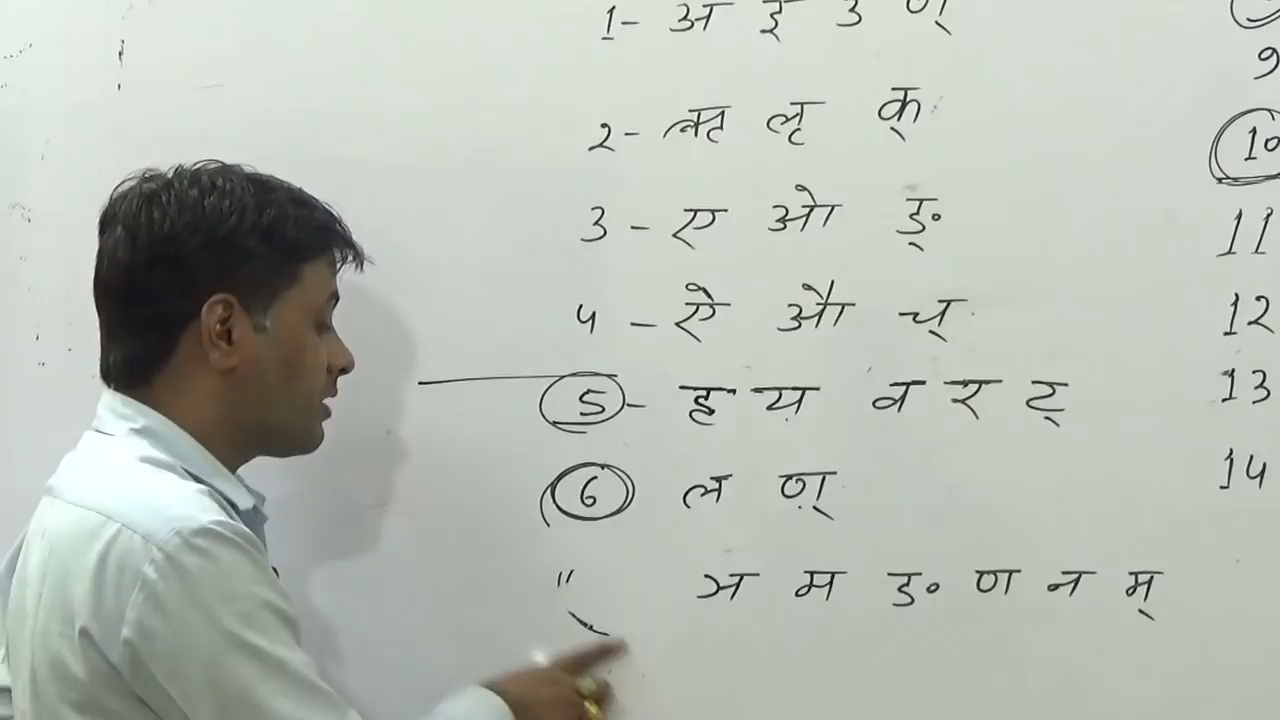 1- अ इ उ ण्
2- ऋ ऌ क्
3 - ए ओ ङ्
4 - ऐ औ च्
5 - ह य व र ट्
6 ल ण्
ञ म ङ ण न म्
9
10
11
12
13
14